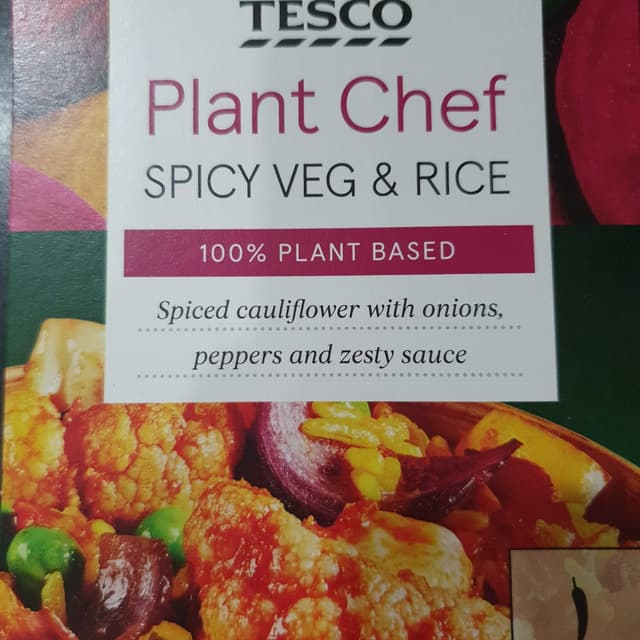 TESCO
Plant Chef
SPICY VEG & RICE
100% PLANT BASED
Spiced cauliflower with onions,
peppers and zesty sauce